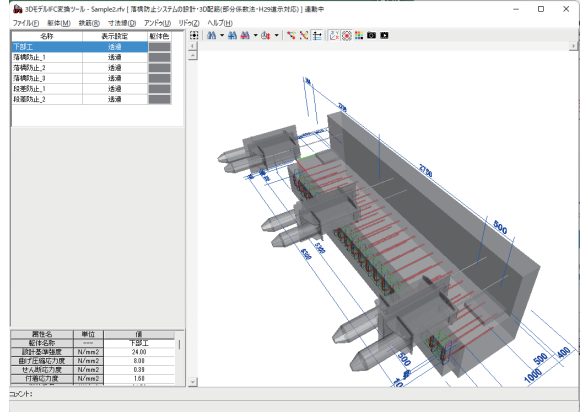 3DモデルIFC変換ツール - Sample2.rfv [ 落橋防止システムの設計・3D配筋(部分係数法・H29道示対応) ] 連動中
ファイル(F) 躯体(M) 鉄筋(R) 寸法線(D) アンドゥ(U) リドゥ(Z) ヘルプ(H)
名称 表示設定 躯体色
下部工 透過
落橋防止_1 透過
落橋防止_2 透過
落橋防止_3 透過
段差防止_1 透過
段差防止_2 透過
2700
500
5300
500
500 400
1000
属性名 単位 値
躯体名称 ---- 下部工
設計基準強度 N/mm2 24.00
曲げ圧縮応力度 N/mm2 8.00
せん断応力度 N/mm2 0.39
付着応力度 N/mm2 1.60
コメント: